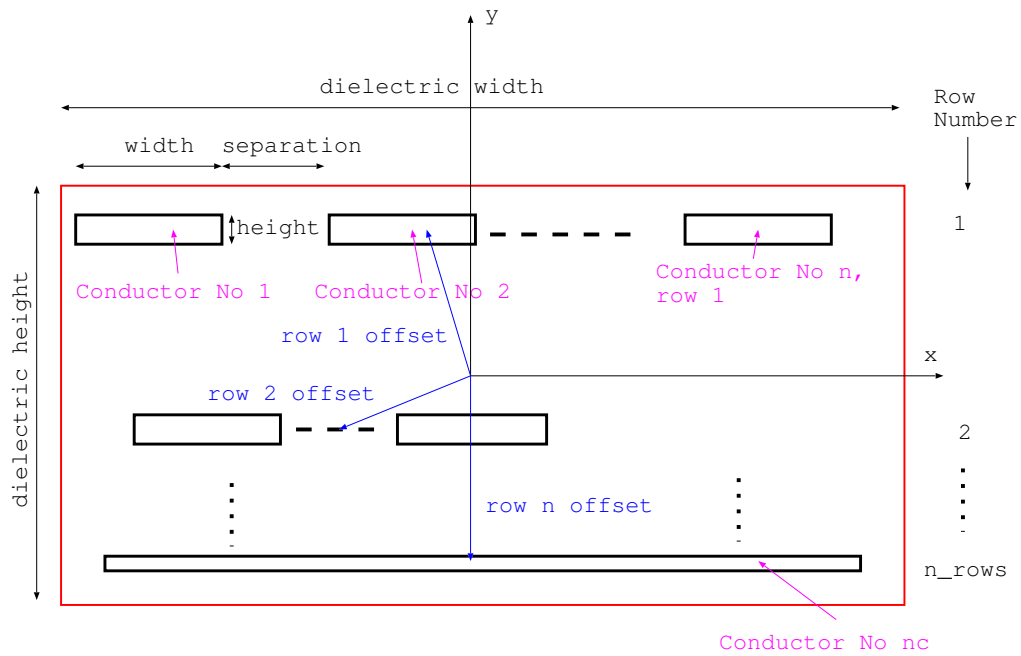 y
dielectric width
Row
Number
width
separation
height
1
Conductor No 1
Conductor No 2
Conductor No n,
row 1
dielectric height
row 1 offset
x
row 2 offset
2
row n offset
n_rows
Conductor No nc